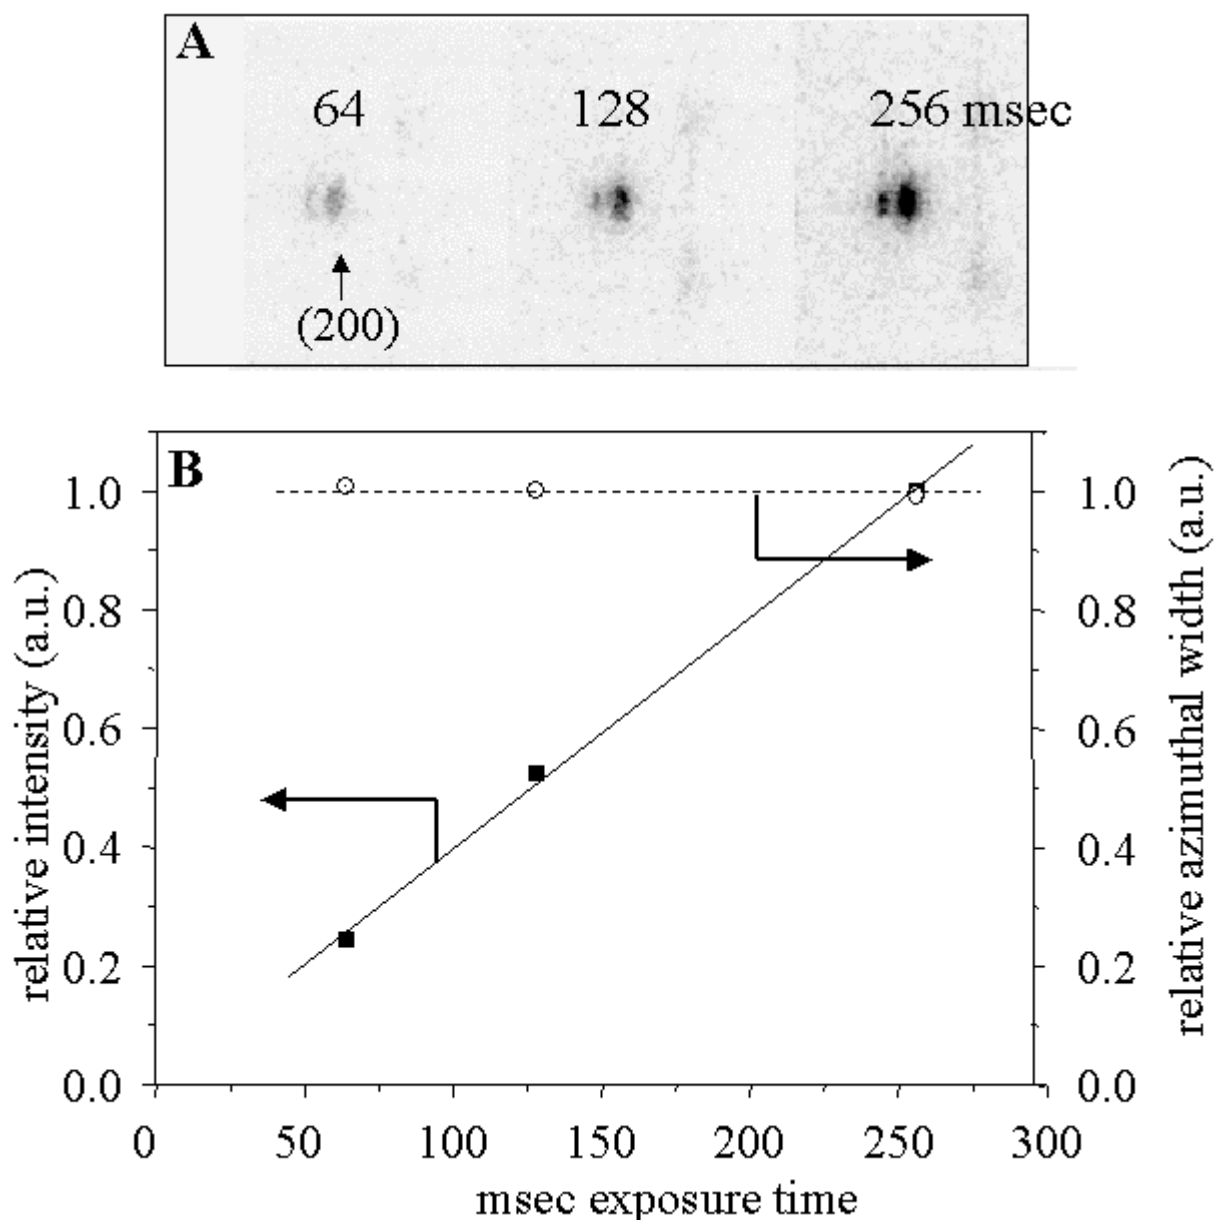 A
64
128
256 msec
(200)
B
relative intensity (a.u.)
1.0
0.8
0.6
0.4
0.2
0.0
1.0
0.8
0.6
0.4
0.2
0.0
relative azimuthal width (a.u.)
0 50 100 150 200 250 300
msec exposure time